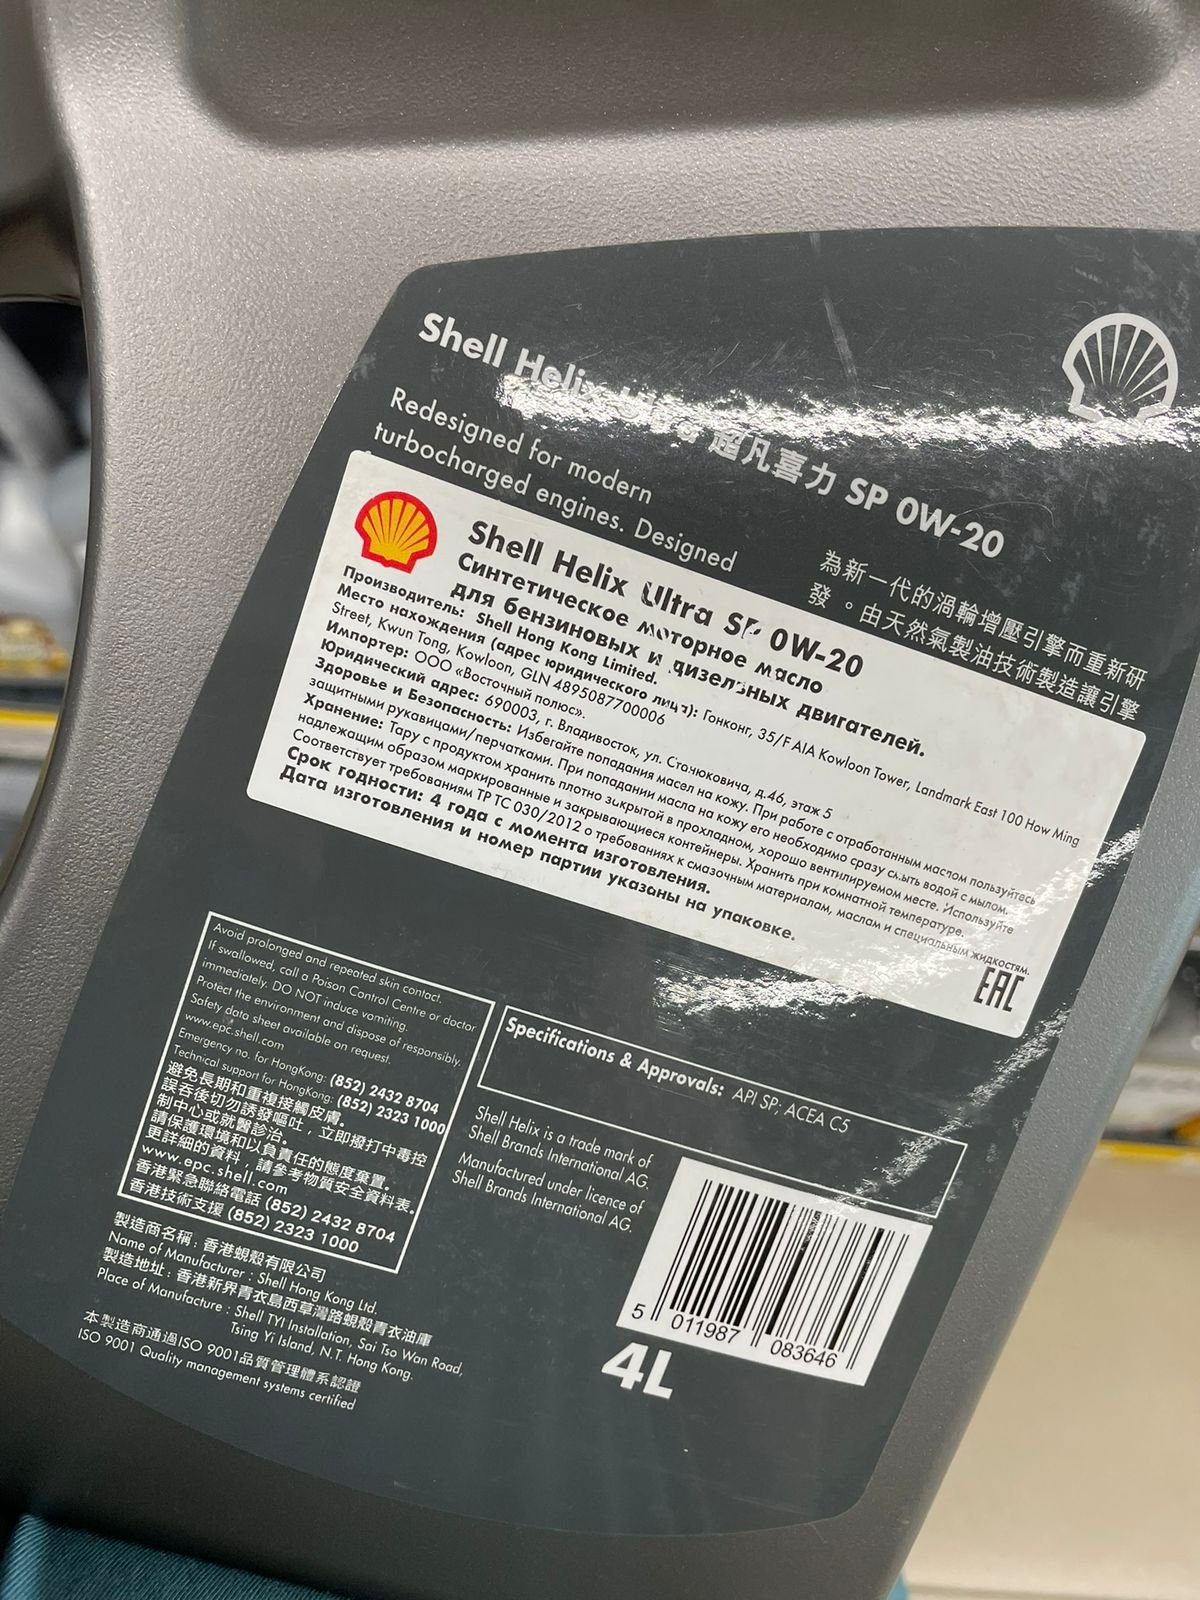 Shell Helix Ultra 超凡喜力 SP 0W-20
Redesigned for modern
turbocharged engines. Designed
為新一代的渦輪增壓引擎而重新研
發。由天然氣製油技術製造讓引擎
Shell Helix Ultra SP 0W-20
Синтетическое моторное масло
для бензиновых и дизельных двигателей.
Производитель: Shell Hong Kong Limited.
Место нахождения (адрес юридического лица): Гонконг, 35/F AIA Kowloon Tower, Landmark East 100 How Ming
Street, Kwun Tong, Kowloon, GLN 4895087700006
Импортер: ООО «Восточный полюс».
Юридический адрес: 690003, г. Владивосток, ул. Станюковича, д.46, этаж 5
Здоровье и Безопасность: Избегайте попадания масел на кожу. При работе с отработанным маслом пользуйтесь
защитными рукавицами/перчатками. При попадании масла на кожу его необходимо сразу смыть водой с мылом.
Хранение: Тару с продуктом хранить плотно закрытой в прохладном, хорошо вентилируемом месте. Используйте
надлежащим образом маркированные и закрывающиеся контейнеры. Хранить при комнатной температуре.
Соответствует требованиям ТР ТС 030/2012 о требованиях к смазочным материалам, маслам и специальным жидкостям.
Срок годности: 4 года с момента изготовления.
Дата изготовления и номер партии указаны на упаковке.
EAC
Avoid prolonged and repeated skin contact.
If swallowed, call a Poison Control Centre or doctor
immediately. DO NOT induce vomiting.
Protect the environment and dispose of responsibly.
Safety data sheet available on request.
www.epc.shell.com
Emergency no. for HongKong: (852) 2432 8704
Technical support for HongKong: (852) 2323 1000
避免長期和重複接觸皮膚。
誤吞後切勿誘發嘔吐，立即撥打中毒控
制中心或就醫診治。
請保護環境和以負責任的態度棄置。
更詳細的資料，請參考物質安全資料表。
www.epc.shell.com
香港緊急聯絡電話 (852) 2432 8704
香港技術支援 (852) 2323 1000
Specifications & Approvals: API SP; ACEA C5
Shell Helix is a trade mark of
Shell Brands International AG.
Manufactured under licence of
Shell Brands International AG.
製造商名稱：香港蜆殼有限公司
Name of Manufacturer : Shell Hong Kong Ltd.
製造地址：香港新界青衣島西草灣路蜆殼青衣油庫
Place of Manufacture : Shell TYI Installation, Sai Tso Wan Road,
Tsing Yi Island, N.T. Hong Kong.
本製造商通過ISO 9001品質管理體系認證
ISO 9001 Quality management systems certified
5 011987 083646
4L